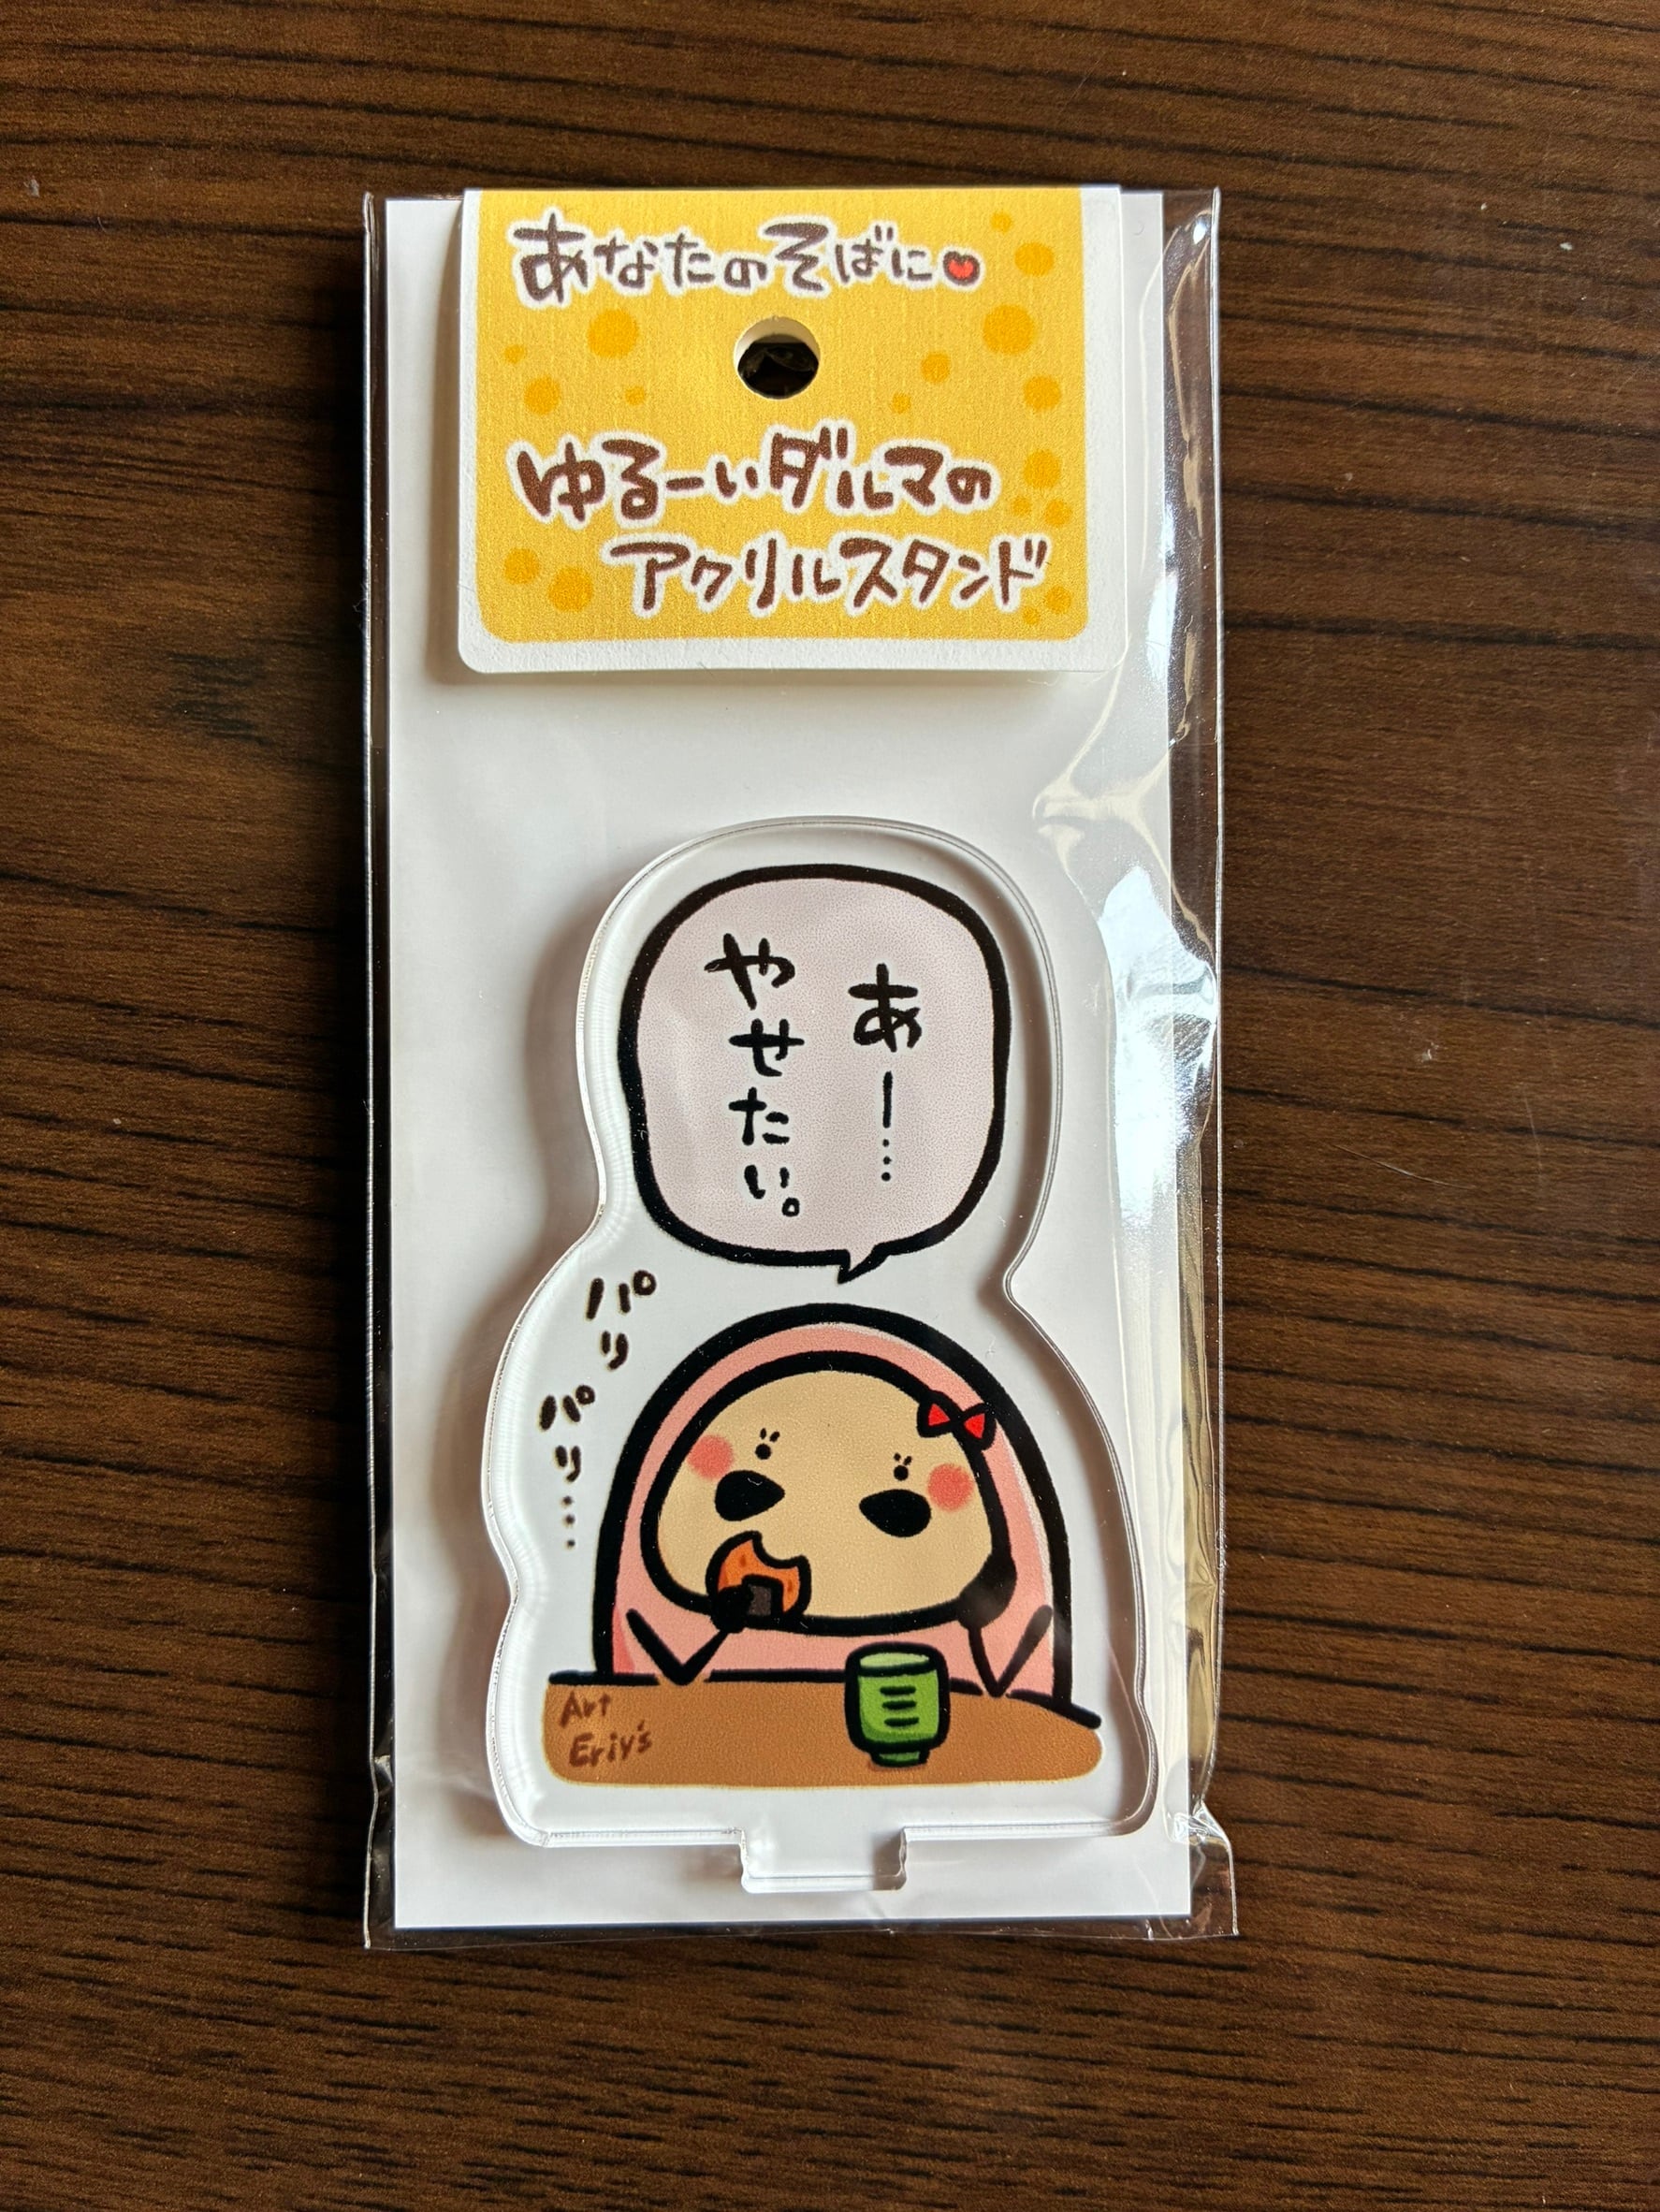 あなたのそばに
ゆるーいダルマの
アクリルスタンド
あー…
やせたい。
パリ
パリ…
Art
Eriy's